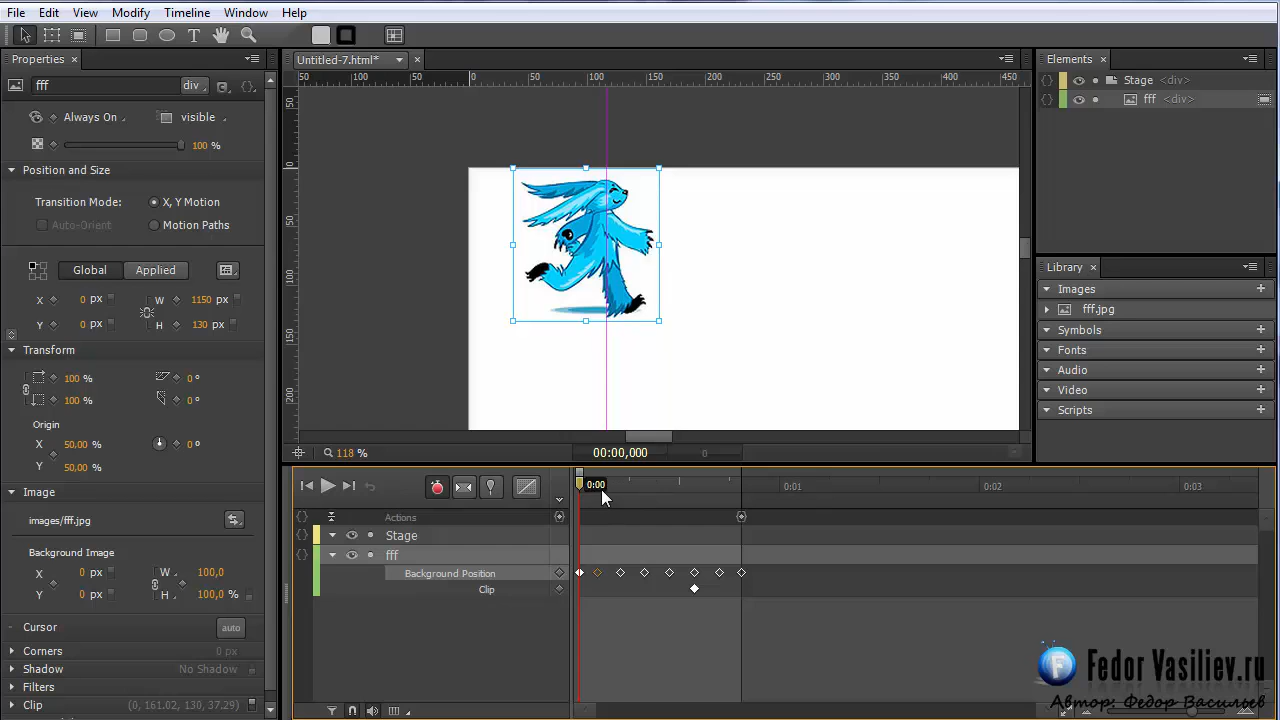 File Edit View Modify Timeline Window Help
T
Properties × Untitled-7.html* × Elements ×
50 0 50 100 150 200 250 300 350 400 450
fff div
Stage <div>
fff <div>
Always On visible
100 %
Position and Size
Transition Mode: X, Y Motion
Auto-Orient Motion Paths
Global Applied
X 0 px W 1150 px
Y 0 px H 130 px
Transform
100 % 0 º
100 % 0 º
Origin
X 50,00 % 0 º
Y 50,00 %
Image
images/fff.jpg
Background Image
X 0 px W 100,0
Y 0 px H 100,0 %
Cursor auto
Corners 0 px
Shadow No Shadow
Filters
Clip (0, 161.02, 130, 37.29)
50 0 50 100 150 200
118 % 00:00,000 0
Library ×
Images
fff.jpg
Symbols
Fonts
Audio
Video
Scripts
0:00 0:01 0:02 0:03
Actions
Stage
fff
Background Position
Clip
F Fedor Vasiliev.ru
Автор: Федор Васильев